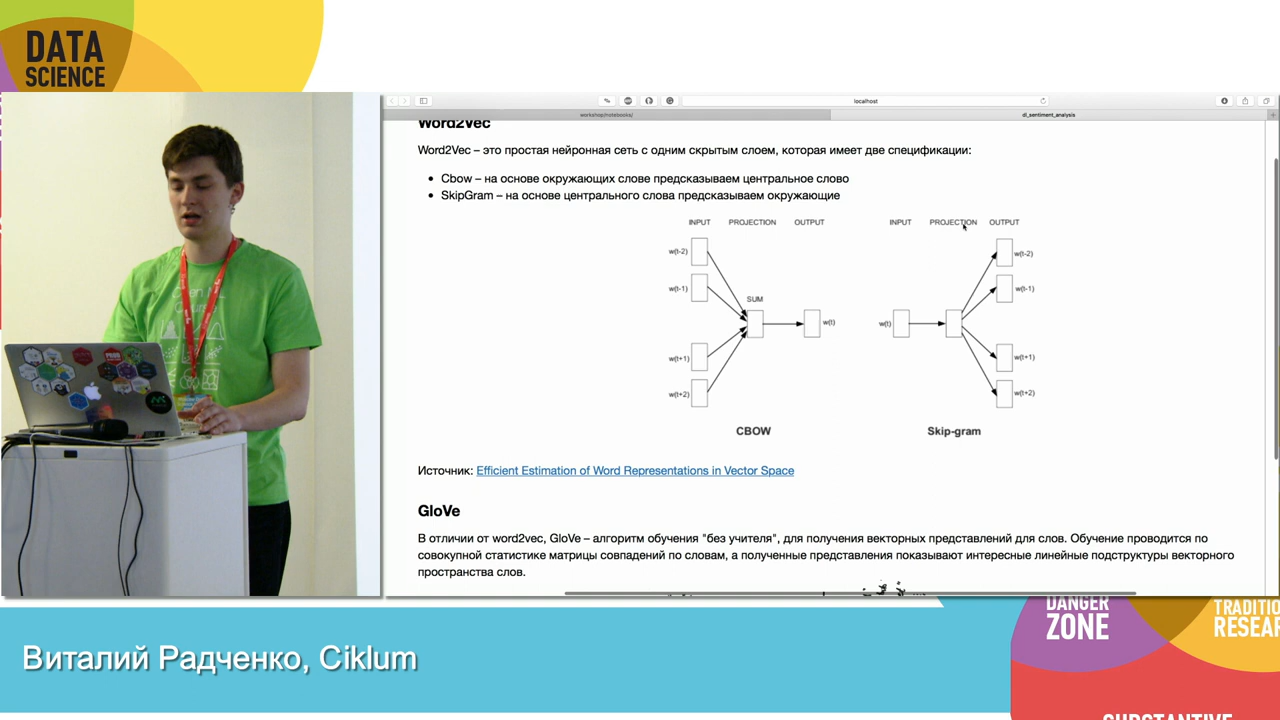 DATA
SCIENCE
localhost
workshop/notebooks/
dl_sentiment_analysis
Word2Vec
Word2Vec – это простая нейронная сеть с одним скрытым слоем, которая имеет две спецификации:
Cbow – на основе окружающих слове предсказываем центральное слово
SkipGram – на основе центрального слова предсказываем окружающие
INPUT PROJECTION OUTPUT
w(t-2)
w(t-1)
SUM
w(t)
w(t+1)
w(t+2)
CBOW
INPUT PROJECTION OUTPUT
w(t-2)
w(t-1)
w(t)
w(t+1)
w(t+2)
Skip-gram
Источник: Efficient Estimation of Word Representations in Vector Space
GloVe
В отличии от word2vec, GloVe – алгоритм обучения "без учителя", для получения векторных представлений для слов. Обучение проводится по
совокупной статистике матрицы совпадений по словам, а полученные представления показывают интересные линейные подструктуры векторного
пространства слов.
Виталий Радченко, Ciklum
DANGER
ZONE